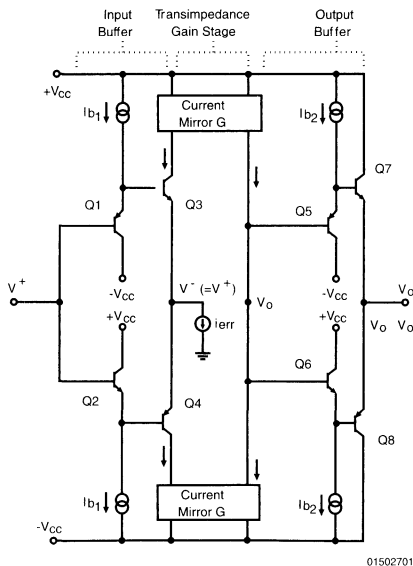 Input Transimpedance Output
Buffer Gain Stage Buffer
+Vcc
Ib1
Current
Mirror G
Ib2
Q7
Q1 Q3 Q5
V+ -Vcc V- (=V+) Vo -Vcc Vo
+Vcc ierr +Vcc Vo Vo
Q2 Q4 Q6
Q8
Ib1
Current
Mirror G
Ib2
-Vcc
01502701